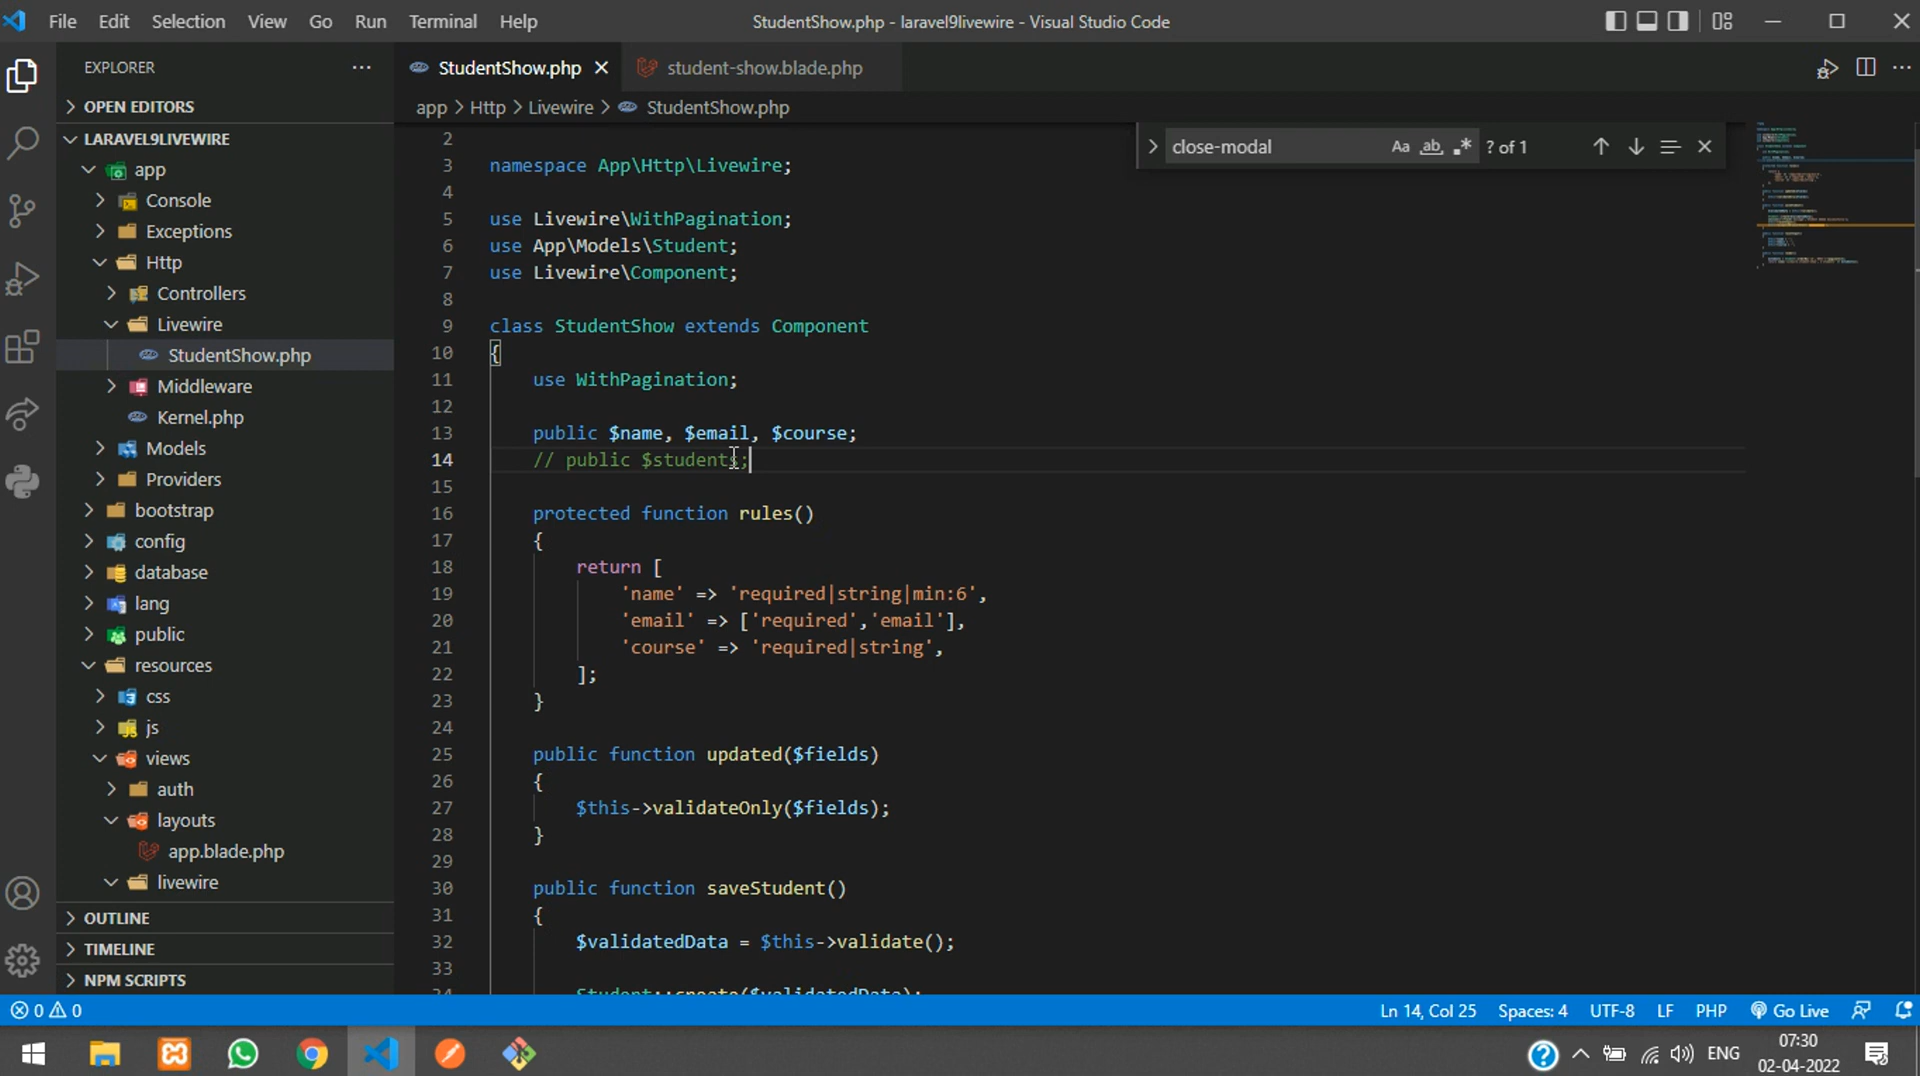 File Edit Selection View Go Run Terminal Help
StudentShow.php - laravel9livewire - Visual Studio Code
EXPLORER
OPEN EDITORS
LARAVEL9LIVEWIRE
app
Console
Exceptions
Http
Controllers
Livewire
StudentShow.php
Middleware
Kernel.php
Models
Providers
bootstrap
config
database
lang
public
resources
css
js
views
auth
layouts
app.blade.php
livewire
OUTLINE
TIMELINE
NPM SCRIPTS
StudentShow.php
student-show.blade.php
app > Http > Livewire > StudentShow.php
close-modal Aa ab .* ? of 1
2
3 namespace App\Http\Livewire;
4
5 use Livewire\WithPagination;
6 use App\Models\Student;
7 use Livewire\Component;
8
9 class StudentShow extends Component
10 {
11 use WithPagination;
12
13 public $name, $email, $course;
14 // public $students;
15
16 protected function rules()
17 {
18 return [
19 'name' => 'required|string|min:6',
20 'email' => ['required','email'],
21 'course' => 'required|string',
22 ];
23 }
24
25 public function updated($fields)
26 {
27 $this->validateOnly($fields);
28 }
29
30 public function saveStudent()
31 {
32 $validatedData = $this->validate();
33
34 Student::create($validatedData);
0 0
Ln 14, Col 25 Spaces: 4 UTF-8 LF PHP Go Live
ENG
07:30
02-04-2022